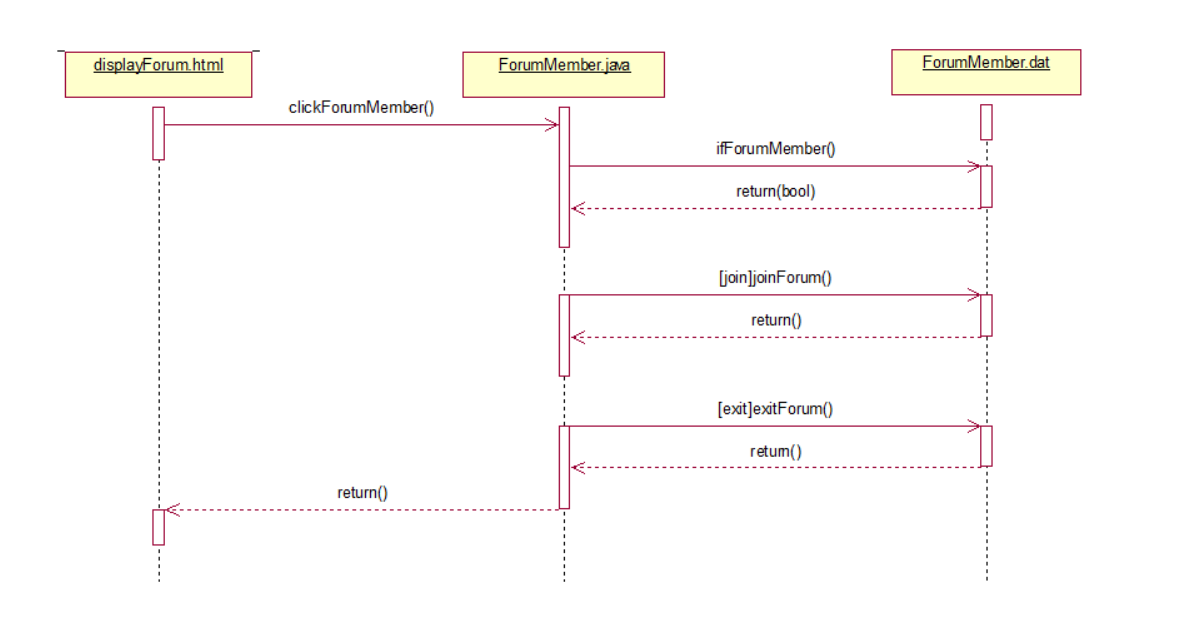 displayForum.html
ForumMember.java
ForumMember.dat
clickForumMember()
ifForumMember()
return(bool)
[join]joinForum()
return()
[exit]exitForum()
return()
return()